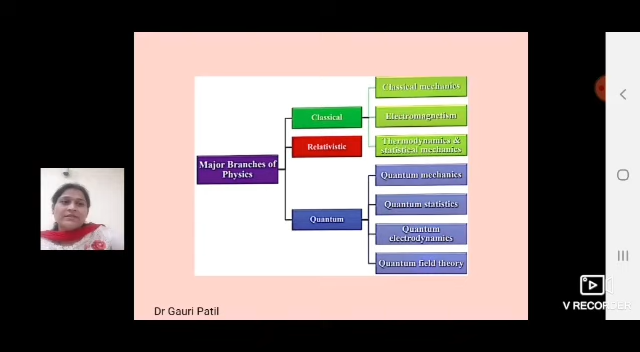 Classical mechanics
Classical
Electromagnetism
Relativistic
Thermodynamics &
statistical mechanics
Major Branches of
Physics
Quantum mechanics
Quantum statistics
Quantum
Quantum
electrodynamics
Quantum field theory
Dr Gauri Patil
V RECORDER